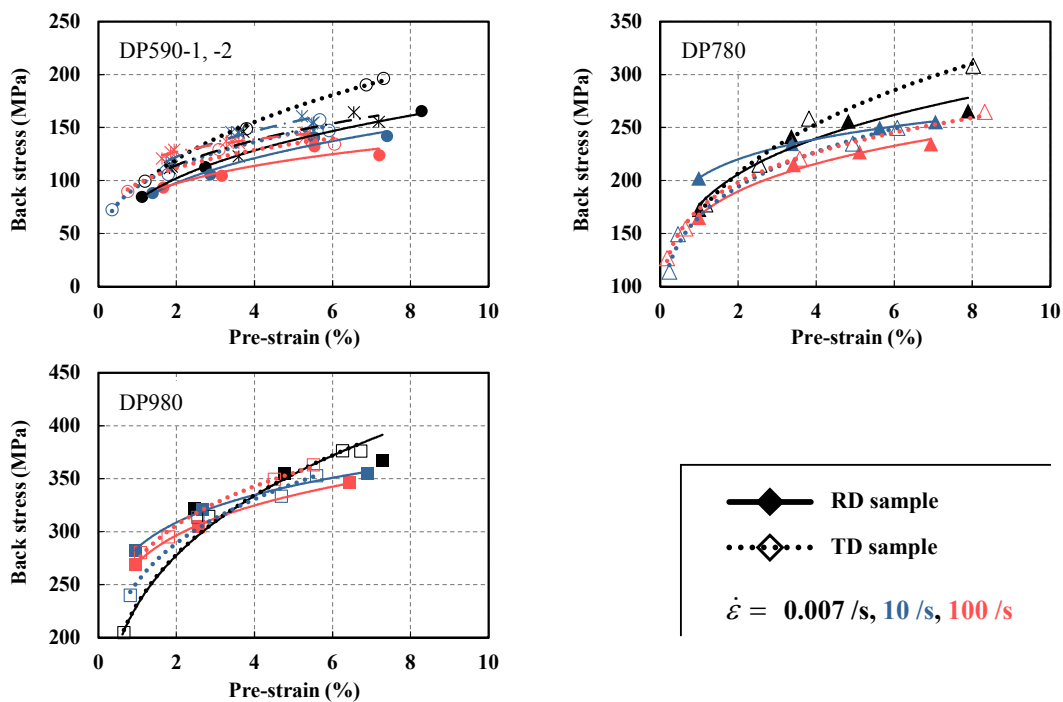 250
200
150
100
50
0
Back stress (MPa)
DP590-1, -2
0 2 4 6 8 10
Pre-strain (%)
350
300
250
200
150
100
Back stress (MPa)
DP780
0 2 4 6 8 10
Pre-strain (%)
450
400
350
300
250
200
Back stress (MPa)
DP980
0 2 4 6 8 10
Pre-strain (%)
RD sample
TD sample
ε̇ = 0.007 /s, 10 /s, 100 /s